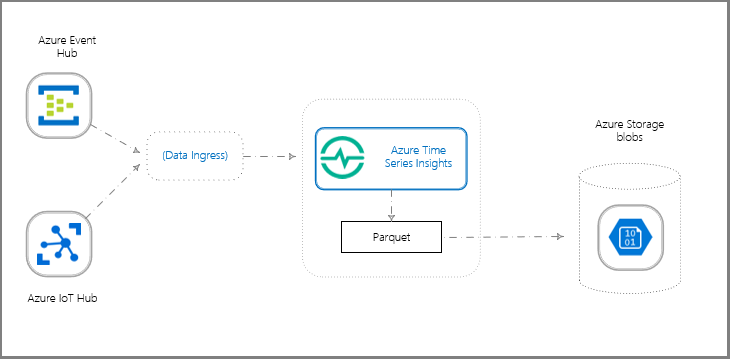 Azure Event
Hub
(Data Ingress)
Azure IoT Hub
Azure Time
Series Insights
Parquet
Azure Storage
blobs
10
01